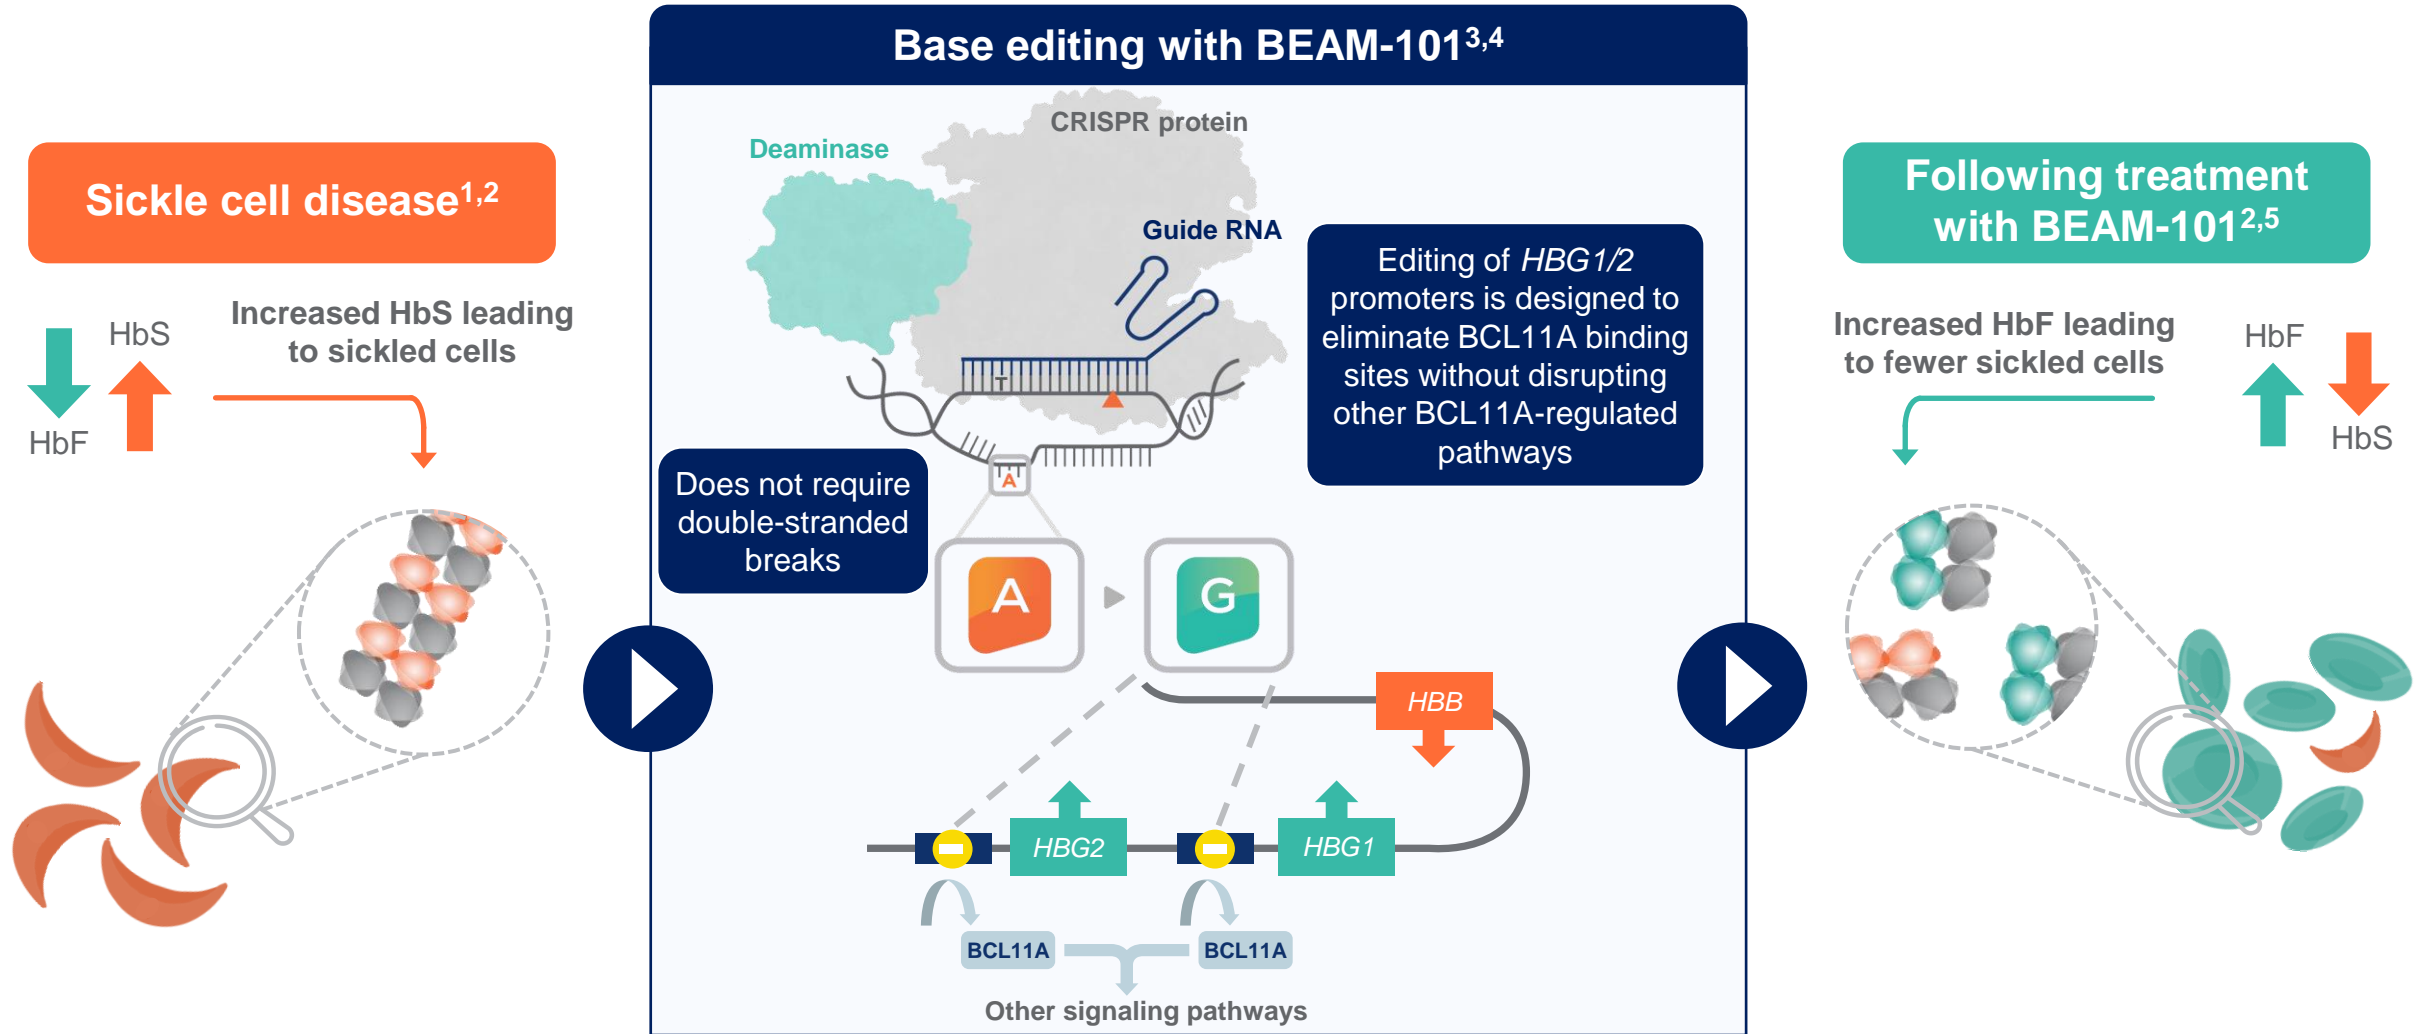 Base editing with BEAM-1013,4
Sickle cell disease1,2
HbS
HbF
Increased HbS leading
to sickled cells
CRISPR protein
Deaminase
Guide RNA
T
A
Does not require
double-stranded
breaks
Editing of HBG1/2
promoters is designed to
eliminate BCL11A binding
sites without disrupting
other BCL11A-regulated
pathways
A
G
HBB
HBG2
HBG1
BCL11A
BCL11A
Other signaling pathways
Following treatment
with BEAM-1012,5
Increased HbF leading
to fewer sickled cells
HbF
HbS